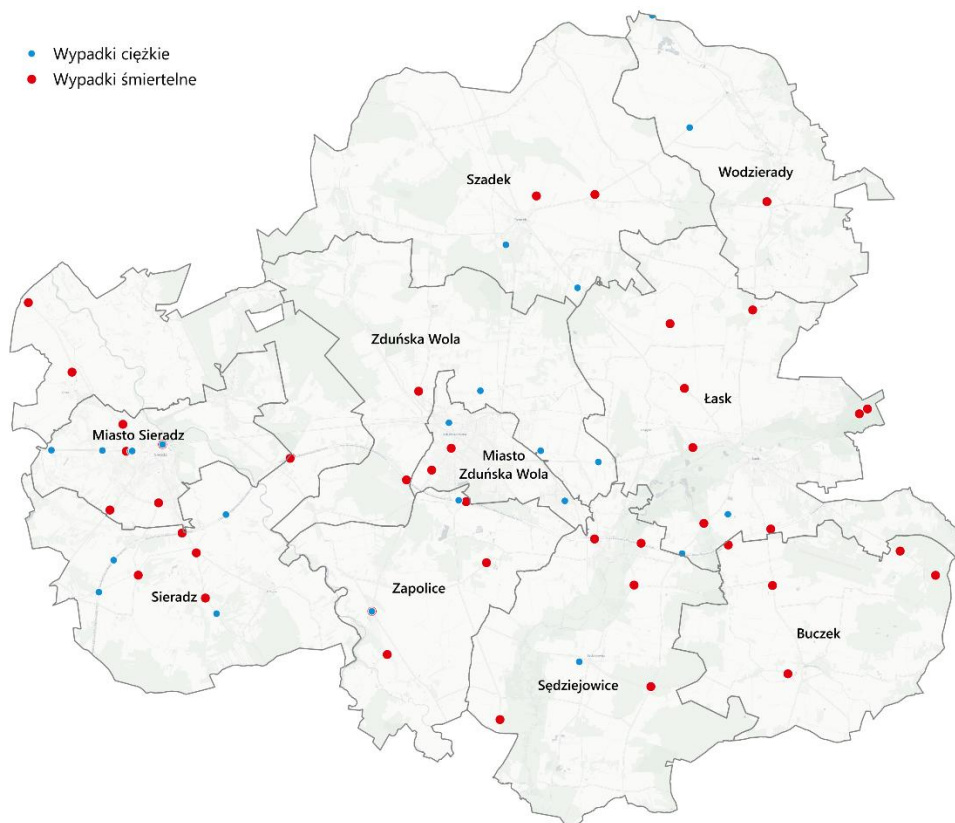 Wypadki ciężkie
Wypadki śmiertelne
Szadek
Wodzierady
Zduńska Wola
Łask
Miasto Sieradz
Miasto
Zduńska Wola
Zapolice
Sieradz
Buczek
Sędziejowice